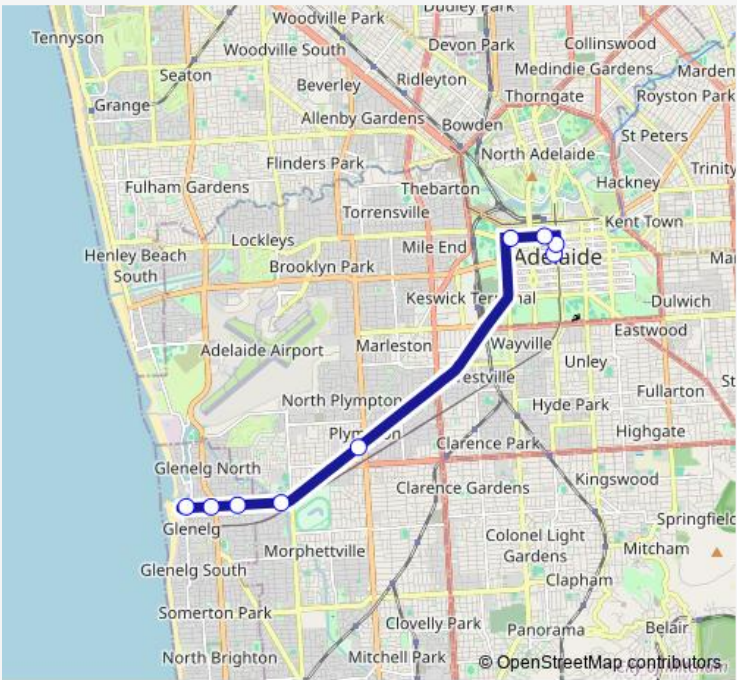 Dudley Park
Woodville Park
Tennyson
Woodville South
Devon Park
Collinswood
Seaton
Beverley
Ridleyton
Medindie Gardens
Marden
Grange
Thorngate
Royston Park
Allenby Gardens
Bowden
St Peters
Flinders Park
North Adelaide
Trinity
Fulham Gardens
Thebarton
Hackney
Torrensville
Kent Town
Henley Beach
South
Lockleys
Mile End
Adelaide
Brooklyn Park
Keswick Terminal
Dulwich
Adelaide Airport
Marleston
Wayville
Eastwood
Unley
North Plympton
Hyde Park
Fullarton
St
Clarence Park
Highgate
Glenelg North
Kingswood
Clarence Gardens
Glenelg
Springfield
Colonel Light
Gardens
Mitcham
Morphettville
Glenelg South
Clapham
Somerton Park
Clovelly Park
Panorama
Belair
North Brighton
Mitchell Park
© OpenStreetMap contributors